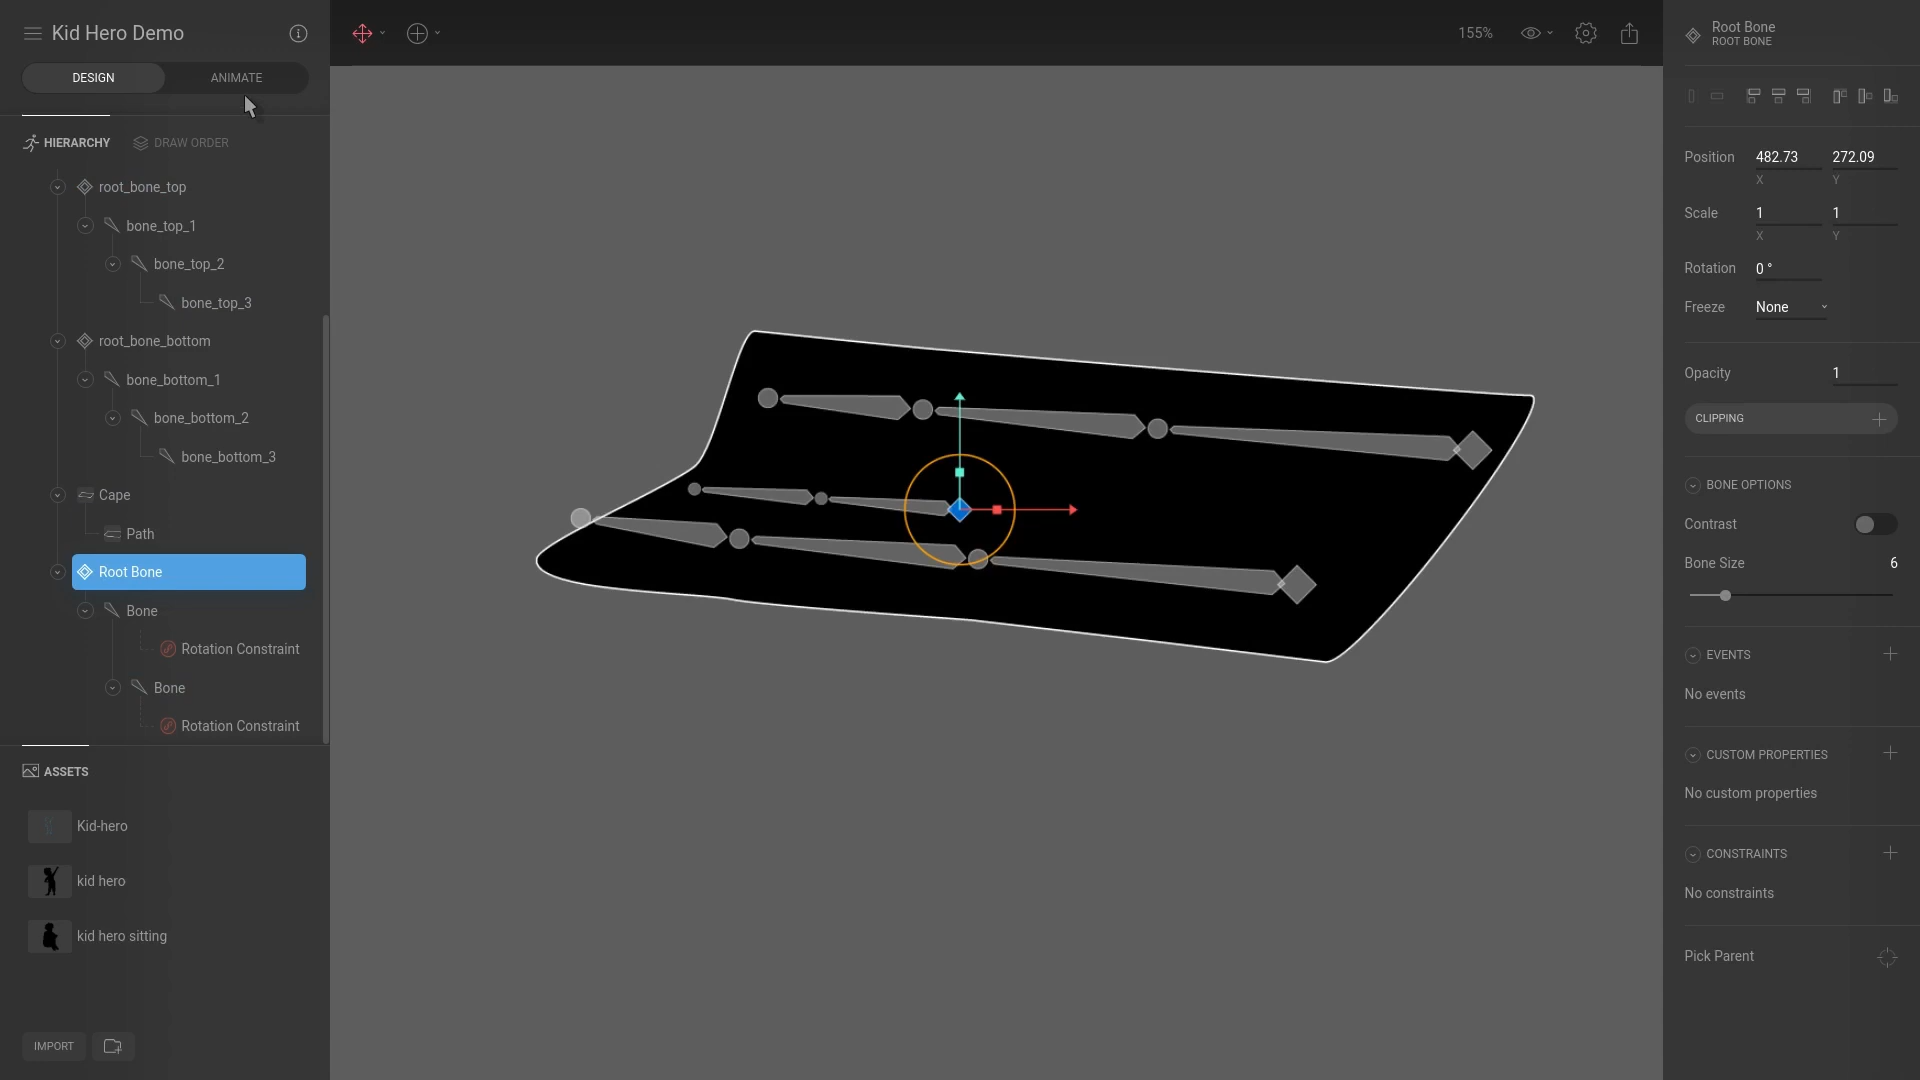 Kid Hero Demo
DESIGN
ANIMATE
HIERARCHY
DRAW ORDER
root_bone_top
bone_top_1
bone_top_2
bone_top_3
root_bone_bottom
bone_bottom_1
bone_bottom_2
bone_bottom_3
Cape
Path
Root Bone
Bone
Rotation Constraint
Bone
Rotation Constraint
ASSETS
Kid-hero
kid hero
kid hero sitting
IMPORT
155%
Root Bone
ROOT BONE
Position 482.73 272.09
X Y
Scale 1 1
X Y
Rotation 0 °
Freeze None
Opacity 1
CLIPPING
BONE OPTIONS
Contrast
Bone Size 6
EVENTS
No events
CUSTOM PROPERTIES
No custom properties
CONSTRAINTS
No constraints
Pick Parent